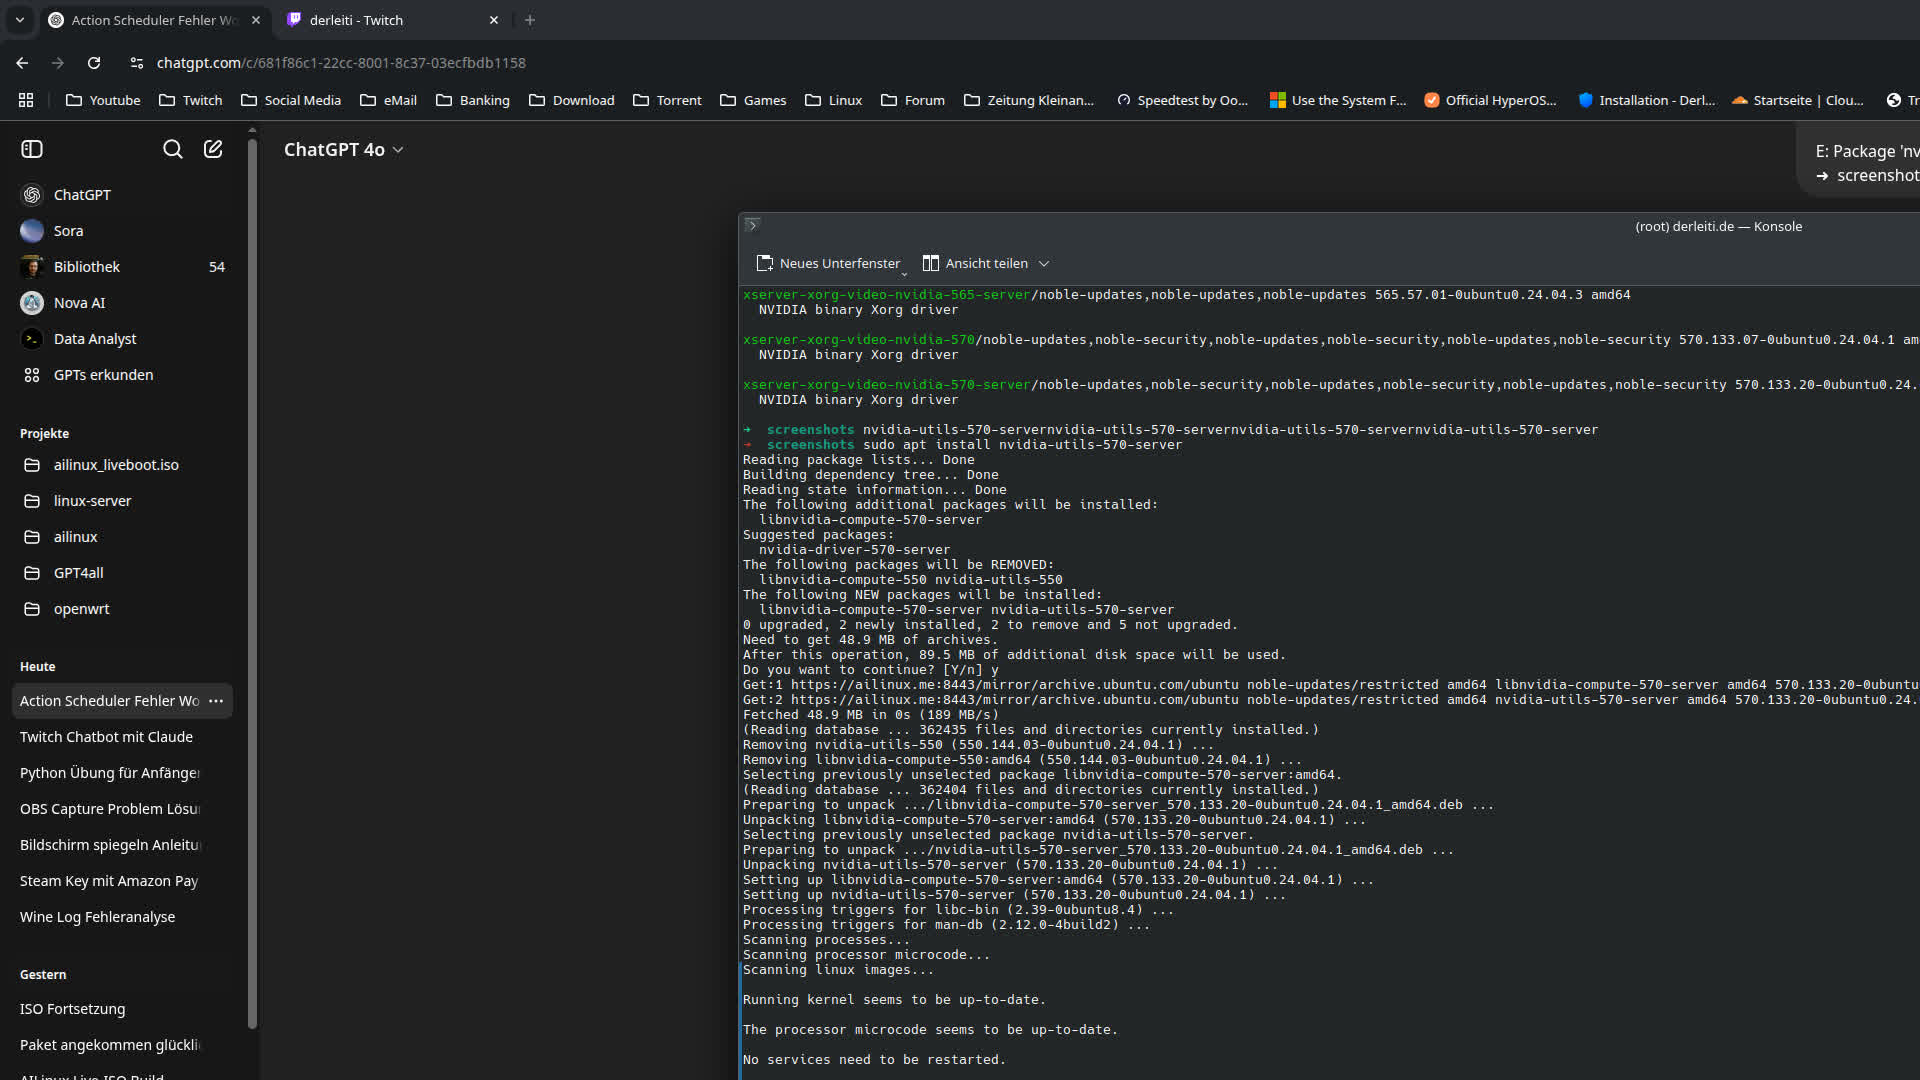 Action Scheduler Fehler Wo
derleiti - Twitch
chatgpt.com/c/681f86c1-22cc-8001-8c37-03ecfbdb1158
Youtube
Twitch
Social Media
eMail
Banking
Download
Torrent
Games
Linux
Forum
Zeitung Kleinan...
Speedtest by Oo...
Use the System F...
Official HyperOS...
Installation - Derl...
Startseite | Clou...
Tr
ChatGPT 4o
E: Package 'nv
➜ screenshot
ChatGPT
Sora
Bibliothek 54
Nova AI
Data Analyst
GPTs erkunden
Projekte
ailinux_liveboot.iso
linux-server
ailinux
GPT4all
openwrt
Heute
Action Scheduler Fehler Wo
Twitch Chatbot mit Claude
Python Übung für Anfänger
OBS Capture Problem Lösu
Bildschirm spiegeln Anleitu
Steam Key mit Amazon Pay
Wine Log Fehleranalyse
Gestern
ISO Fortsetzung
Paket angekommen glückli
AILinux Live ISO Build
(root) derleiti.de — Konsole
Neues Unterfenster
Ansicht teilen
xserver-xorg-video-nvidia-565-server/noble-updates,noble-updates,noble-updates 565.57.01-0ubuntu0.24.04.3 amd64
NVIDIA binary Xorg driver
xserver-xorg-video-nvidia-570/noble-updates,noble-security,noble-updates,noble-security,noble-updates,noble-security 570.133.07-0ubuntu0.24.04.1 am
NVIDIA binary Xorg driver
xserver-xorg-video-nvidia-570-server/noble-updates,noble-security,noble-updates,noble-security,noble-updates,noble-security 570.133.20-0ubuntu0.24.
NVIDIA binary Xorg driver
➜ screenshots nvidia-utils-570-servernvidia-utils-570-servernvidia-utils-570-servernvidia-utils-570-server
➜ screenshots sudo apt install nvidia-utils-570-server
Reading package lists... Done
Building dependency tree... Done
Reading state information... Done
The following additional packages will be installed:
libnvidia-compute-570-server
Suggested packages:
nvidia-driver-570-server
The following packages will be REMOVED:
libnvidia-compute-550 nvidia-utils-550
The following NEW packages will be installed:
libnvidia-compute-570-server nvidia-utils-570-server
0 upgraded, 2 newly installed, 2 to remove and 5 not upgraded.
Need to get 48.9 MB of archives.
After this operation, 89.5 MB of additional disk space will be used.
Do you want to continue? [Y/n] y
Get:1 https://ailinux.me:8443/mirror/archive.ubuntu.com/ubuntu noble-updates/restricted amd64 libnvidia-compute-570-server amd64 570.133.20-0ubuntu
Get:2 https://ailinux.me:8443/mirror/archive.ubuntu.com/ubuntu noble-updates/restricted amd64 nvidia-utils-570-server amd64 570.133.20-0ubuntu0.24.
Fetched 48.9 MB in 0s (189 MB/s)
(Reading database ... 362435 files and directories currently installed.)
Removing nvidia-utils-550 (550.144.03-0ubuntu0.24.04.1) ...
Removing libnvidia-compute-550:amd64 (550.144.03-0ubuntu0.24.04.1) ...
Selecting previously unselected package libnvidia-compute-570-server:amd64.
(Reading database ... 362404 files and directories currently installed.)
Preparing to unpack .../libnvidia-compute-570-server_570.133.20-0ubuntu0.24.04.1_amd64.deb ...
Unpacking libnvidia-compute-570-server:amd64 (570.133.20-0ubuntu0.24.04.1) ...
Selecting previously unselected package nvidia-utils-570-server.
Preparing to unpack .../nvidia-utils-570-server_570.133.20-0ubuntu0.24.04.1_amd64.deb ...
Unpacking nvidia-utils-570-server (570.133.20-0ubuntu0.24.04.1) ...
Setting up libnvidia-compute-570-server:amd64 (570.133.20-0ubuntu0.24.04.1) ...
Setting up nvidia-utils-570-server (570.133.20-0ubuntu0.24.04.1) ...
Processing triggers for libc-bin (2.39-0ubuntu8.4) ...
Processing triggers for man-db (2.12.0-4build2) ...
Scanning processes...
Scanning processor microcode...
Scanning linux images...
Running kernel seems to be up-to-date.
The processor microcode seems to be up-to-date.
No services need to be restarted.